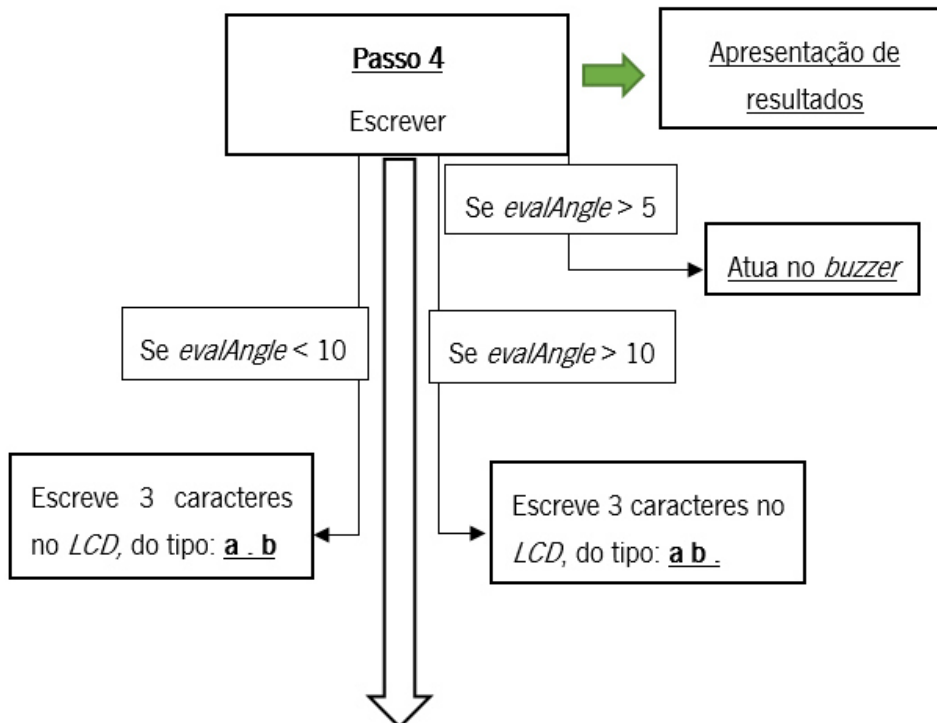 Passo 4
Escrever
Apresentação de
resultados
Se evalAngle > 5
Atua no buzzer
Se evalAngle < 10
Se evalAngle > 10
Escreve 3 caracteres
no LCD, do tipo: a . b
Escreve 3 caracteres no
LCD, do tipo: a b .